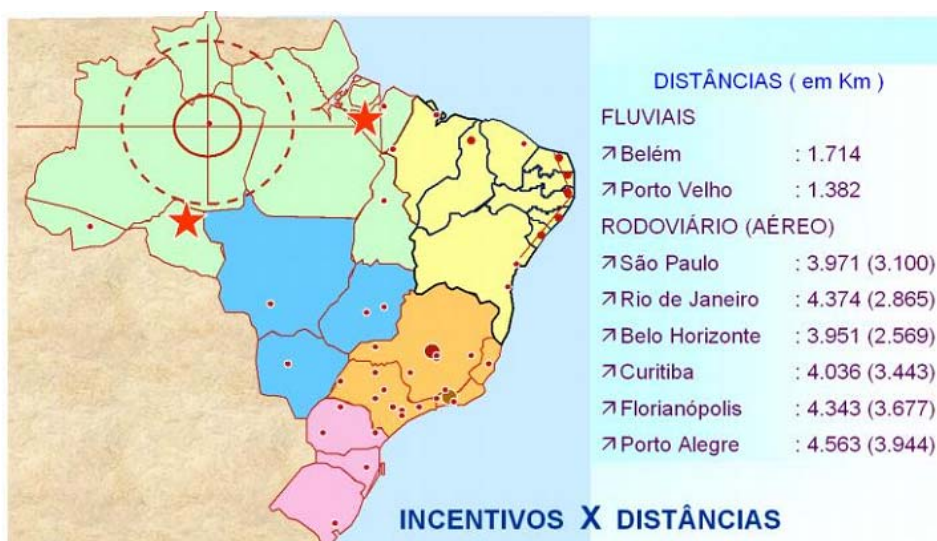 DISTÂNCIAS ( em Km )
FLUVIAIS
↗Belém : 1.714
↗Porto Velho : 1.382
RODOVIÁRIO (AÉREO)
↗São Paulo : 3.971 (3.100)
↗Rio de Janeiro : 4.374 (2.865)
↗Belo Horizonte : 3.951 (2.569)
↗Curitiba : 4.036 (3.443)
↗Florianópolis : 4.343 (3.677)
↗Porto Alegre : 4.563 (3.944)
INCENTIVOS X DISTÂNCIAS